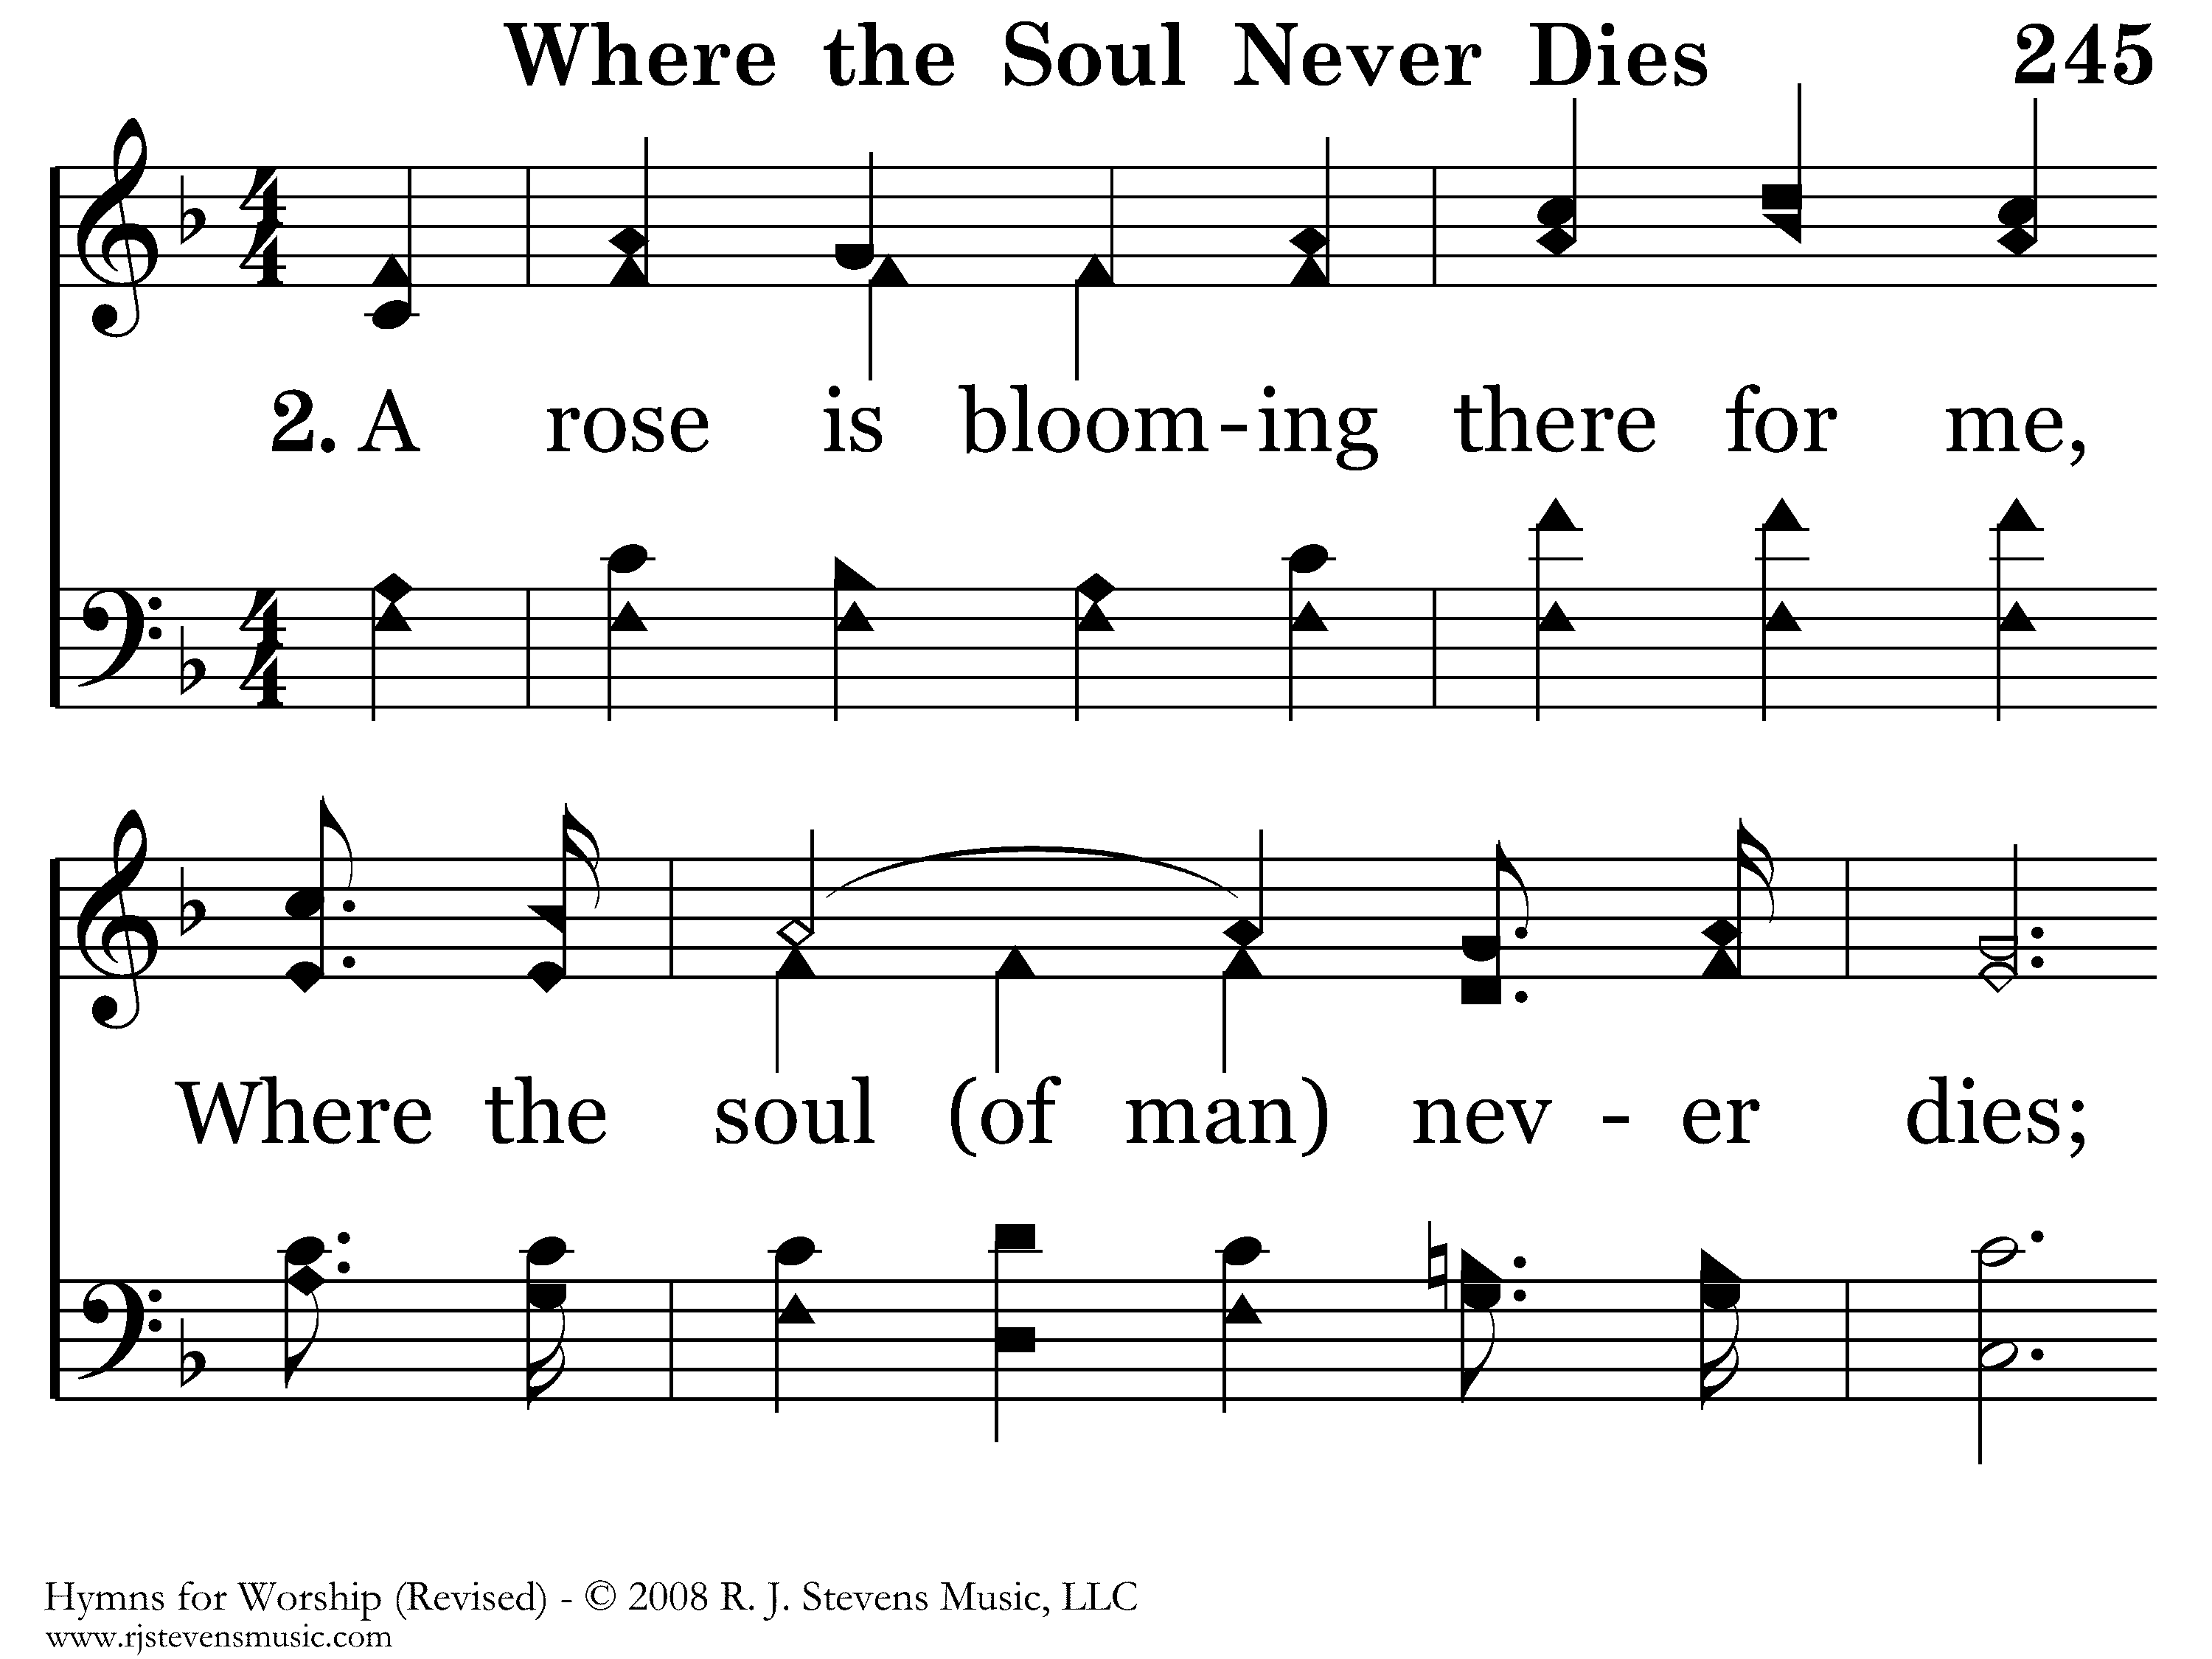 Where the Soul Never Dies 245
2. A rose is bloom-ing there for me,
Where the soul (of man) nev - er dies;
Hymns for Worship (Revised) - © 2008 R. J. Stevens Music, LLC
www.rjstevensmusic.com